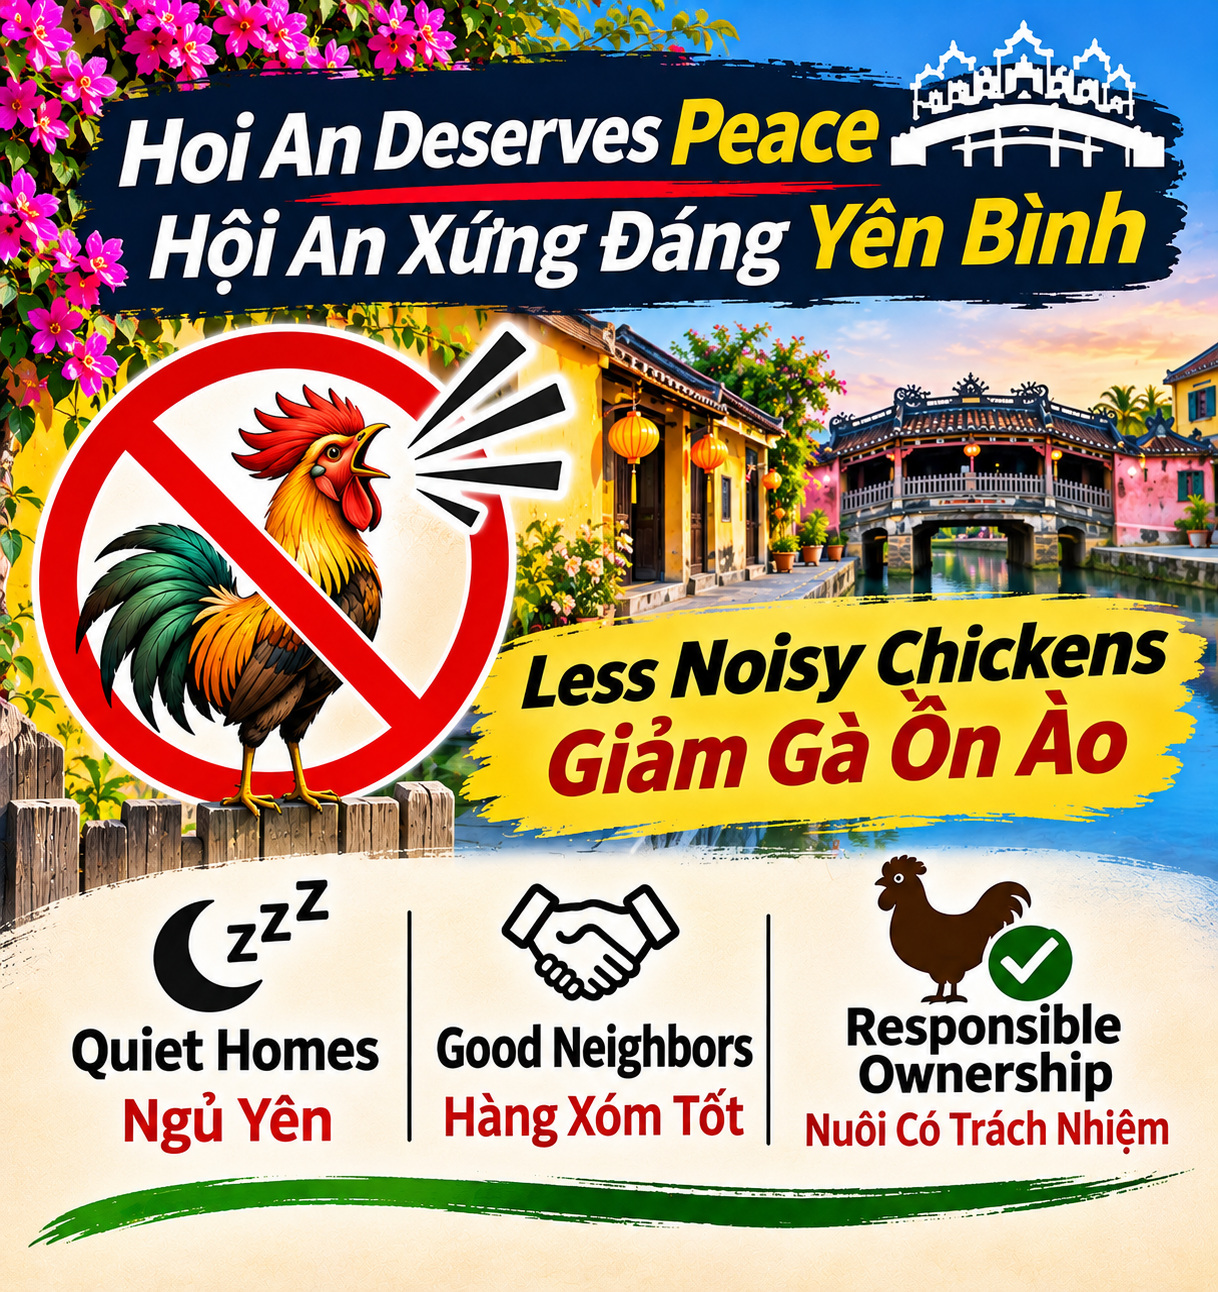 Hoi An Deserves Peace
Hội An Xứng Đáng Yên Bình
Less Noisy Chickens
Giảm Gà Ồn Ào
zzz
Quiet Homes
Ngủ Yên
Good Neighbors
Hàng Xóm Tốt
Responsible
Ownership
Nuôi Có Trách Nhiệm